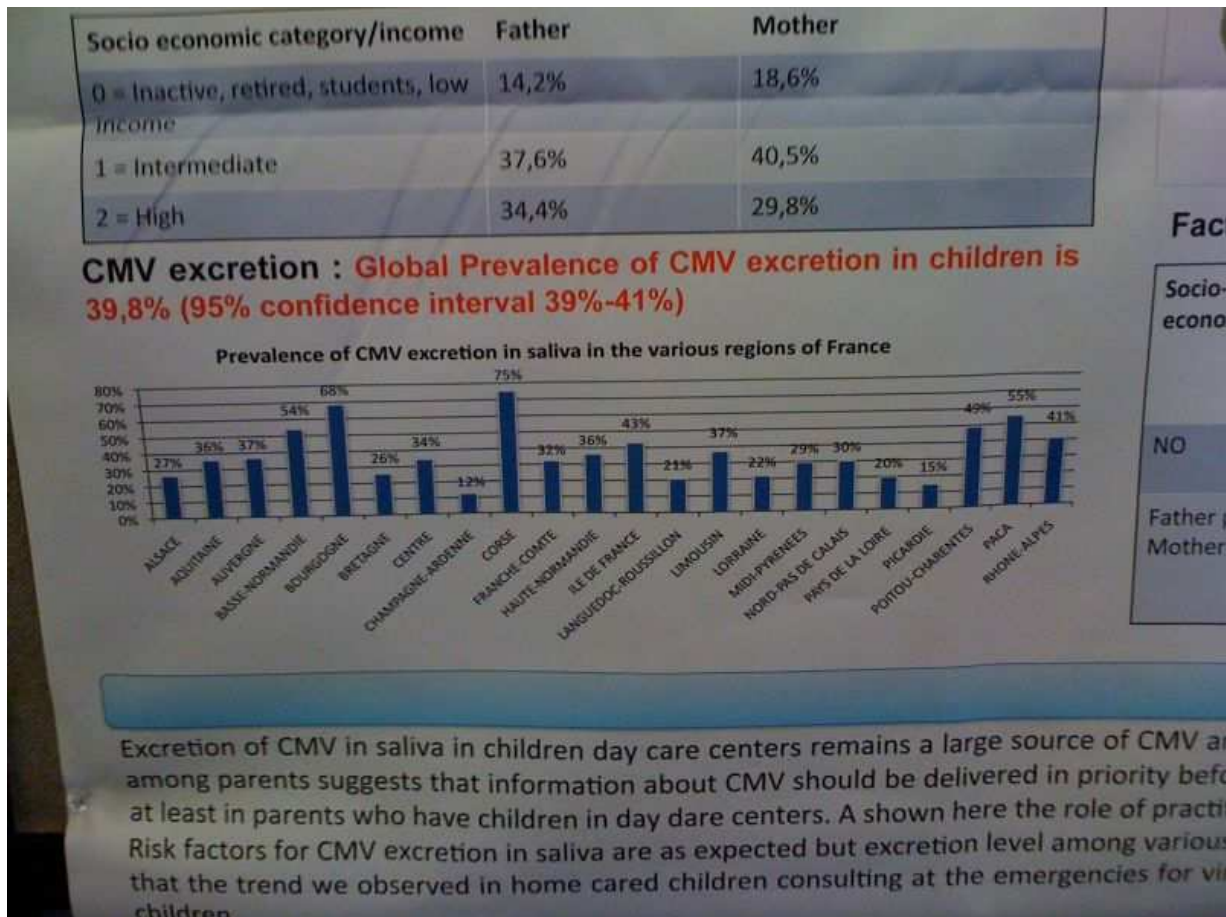 Socio economic category/income Father Mother
0 = Inactive, retired, students, low 14,2% 18,6%
income
1 = Intermediate 37,6% 40,5%
2 = High 34,4% 29,8%
CMV excretion : Global Prevalence of CMV excretion in children is
39,8% (95% confidence interval 39%-41%)
Prevalence of CMV excretion in saliva in the various regions of France
80%
70%
60%
50%
40%
30%
20%
10%
0%
27% 36% 37% 54% 68% 26% 34% 12% 75% 32% 36% 43% 21% 37% 22% 29% 30% 20% 15% 49% 55% 41%
ALSACE
AQUITAINE
AUVERGNE
BASSE-NORMANDIE
BOURGOGNE
BRETAGNE
CENTRE
CHAMPAGNE-ARDENNE
CORSE
FRANCHE-COMTE
HAUTE-NORMANDIE
ILE DE FRANCE
LANGUEDOC-ROUSSILLON
LIMOUSIN
LORRAINE
MIDI-PYRENEES
NORD-PAS DE CALAIS
PAYS DE LA LOIRE
PICARDIE
POITOU-CHARENTES
PACA
RHONE-ALPES
Fac
Socio-
econo
NO
Father
Mother
Excretion of CMV in saliva in children day care centers remains a large source of CMV
among parents suggests that information about CMV should be delivered in priority
at least in parents who have children in day dare centers. A shown here the role of
Risk factors for CMV excretion in saliva are as expected but excretion level among various
that the trend we observed in home cared children consulting at the emergencies for
children